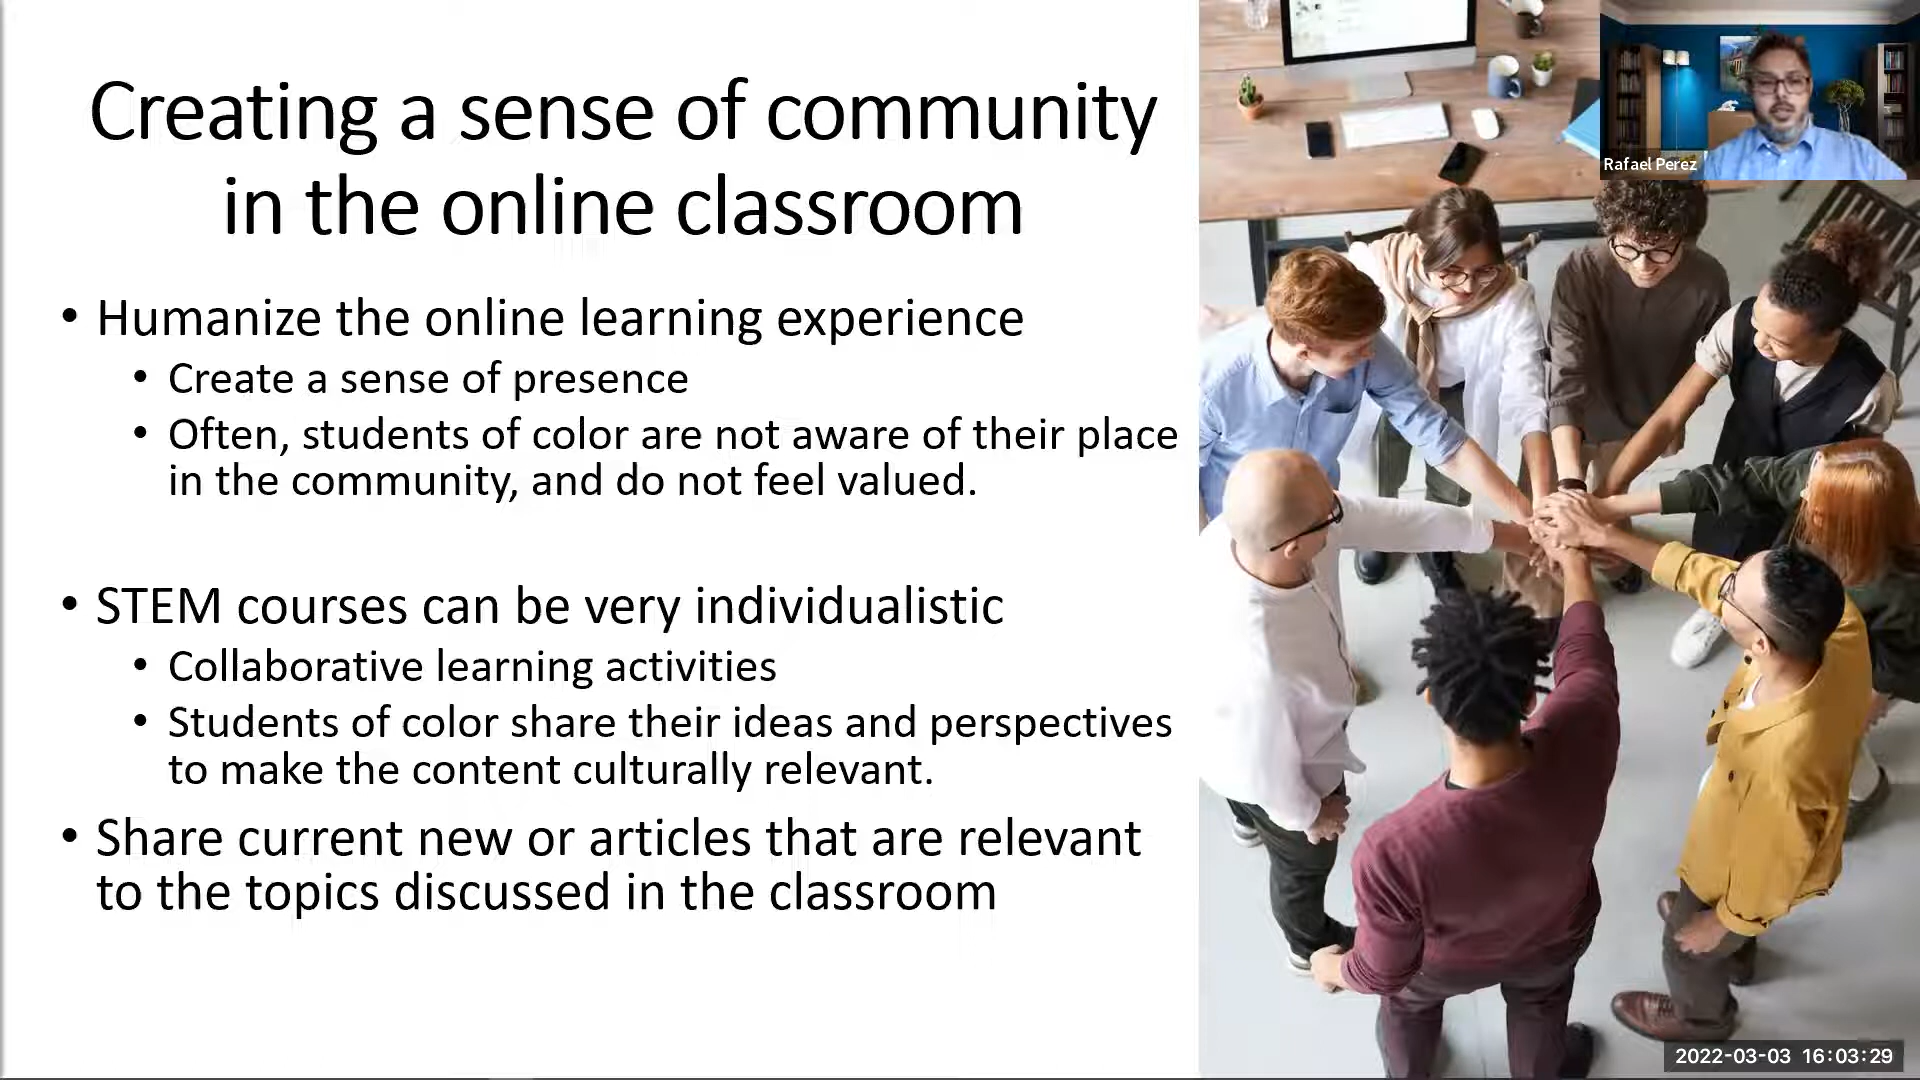 Creating a sense of community
in the online classroom
• Humanize the online learning experience
• Create a sense of presence
• Often, students of color are not aware of their place
in the community, and do not feel valued.
• STEM courses can be very individualistic
• Collaborative learning activities
• Students of color share their ideas and perspectives
to make the content culturally relevant.
• Share current new or articles that are relevant
to the topics discussed in the classroom
Rafael Perez
2022-03-03 16:03:29